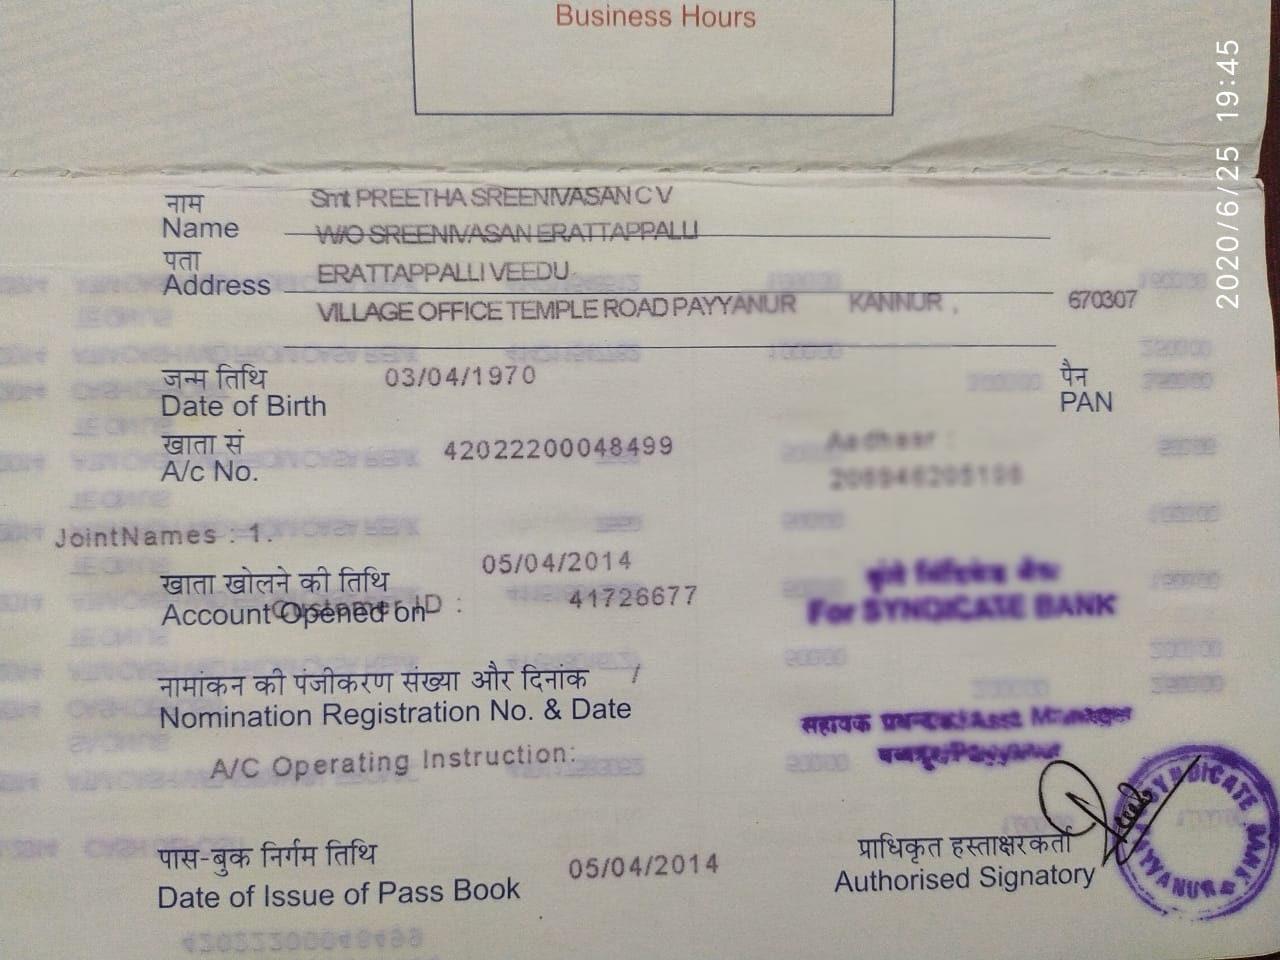 Business Hours
2020/6/25 19:45
नाम
Smt PREETHA SREENIVASAN C V
Name
W/O SREENIVASAN ERATTAPPALLI
पता
ERATTAPPALLI VEEDU
Address
VILLAGE OFFICE TEMPLE ROAD PAYYANUR KANNUR , 670307
जन्म तिथि 03/04/1970 पैन
Date of Birth PAN
खाता सं 42022200048499 Aadhaar :
A/c No.
JointNames : 1.
05/04/2014
खाता खोलने की तिथि
Account Opened on
Customer ID : 41726677
For SYNDICATE BANK
नामांकन की पंजीकरण संख्या और दिनांक /
Nomination Registration No. & Date
सहायक प्रबन्धक/Asst. Manager
A/C Operating Instruction:
SYNDICATE BANK PAYYANUR
पास-बुक निर्गम तिथि 05/04/2014 प्राधिकृत हस्ताक्षरकर्ता
Date of Issue of Pass Book Authorised Signatory